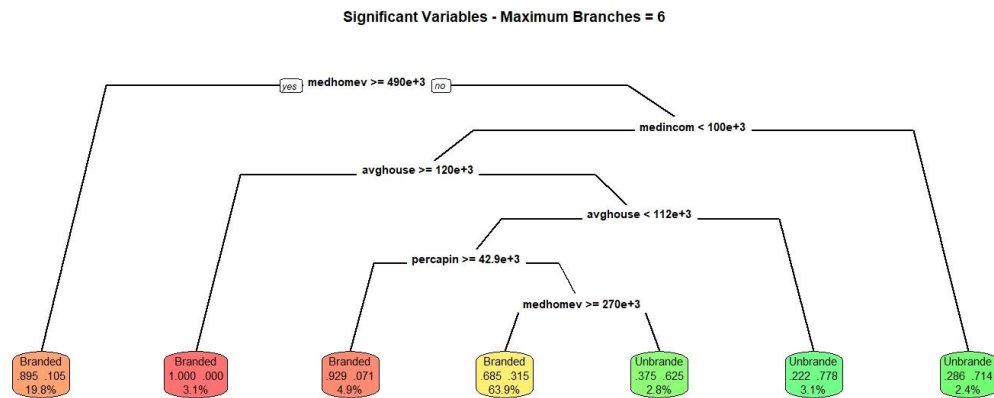 Significant Variables - Maximum Branches = 6
yes medhomev >= 490e+3 no
medincom < 100e+3
avghouse >= 120e+3
avghouse < 112e+3
percapin >= 42.9e+3
medhomev >= 270e+3
Branded
.895 .105
19.8%
Branded
1.000 .000
3.1%
Branded
.929 .071
4.9%
Branded
.685 .315
63.9%
Unbrande
.375 .625
2.8%
Unbrande
.222 .778
3.1%
Unbrande
.286 .714
2.4%